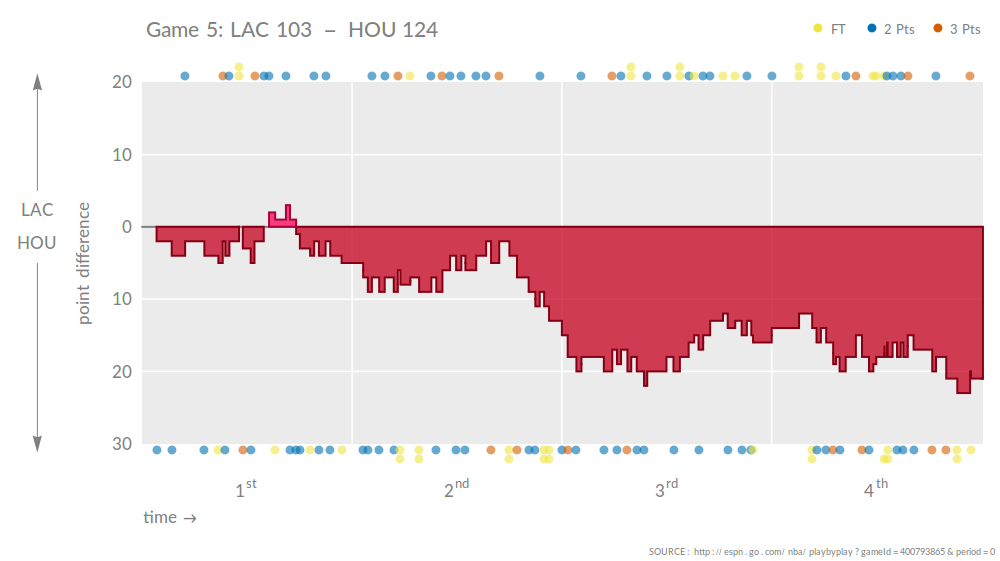 Game 5: LAC 103 – HOU 124
FT 2 Pts 3 Pts
20
10
0
10
20
30
LAC
HOU
point difference
1st 2nd 3rd 4th
time →
SOURCE : http :// espn . go . com/ nba/ playbyplay ? gameId = 400793865 & period = 0